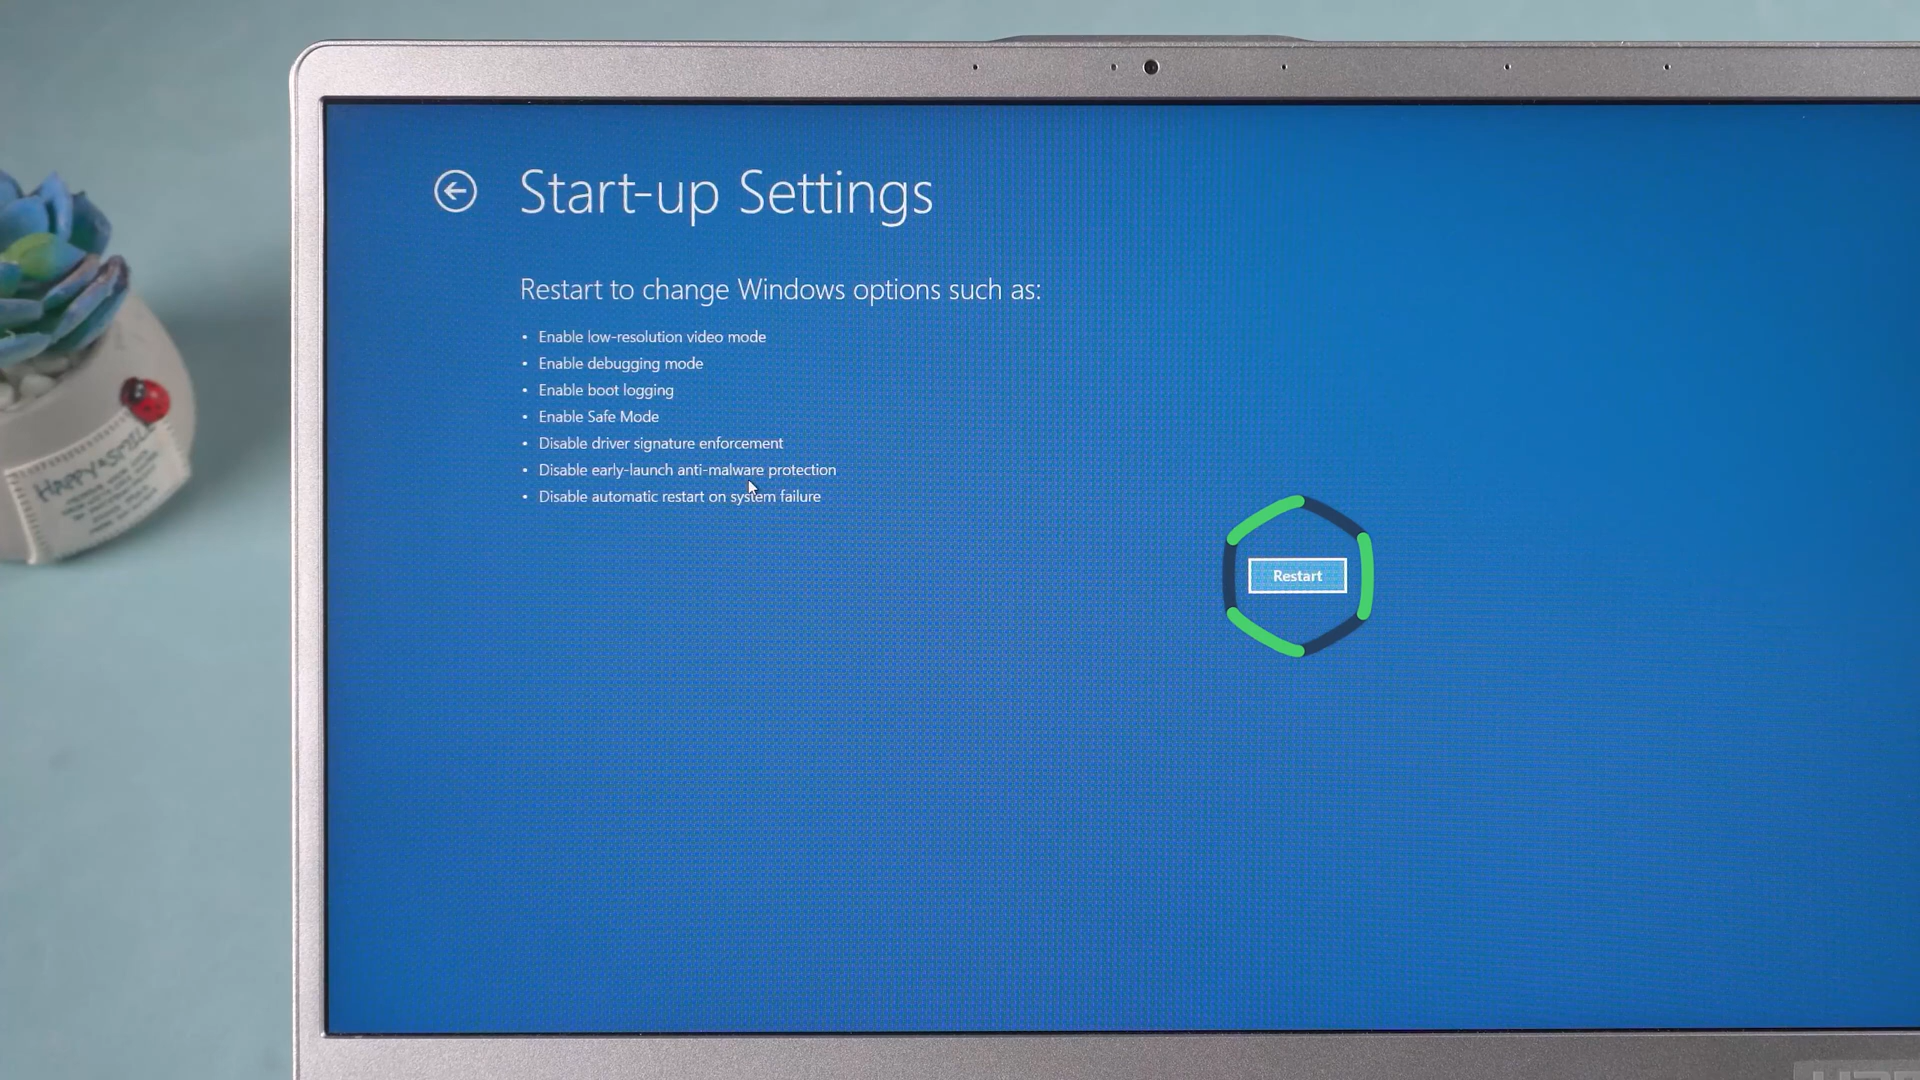 Start-up Settings
Restart to change Windows options such as:
• Enable low-resolution video mode
• Enable debugging mode
• Enable boot logging
• Enable Safe Mode
• Disable driver signature enforcement
• Disable early-launch anti-malware protection
• Disable automatic restart on system failure
Restart
HAPPY & SMILE